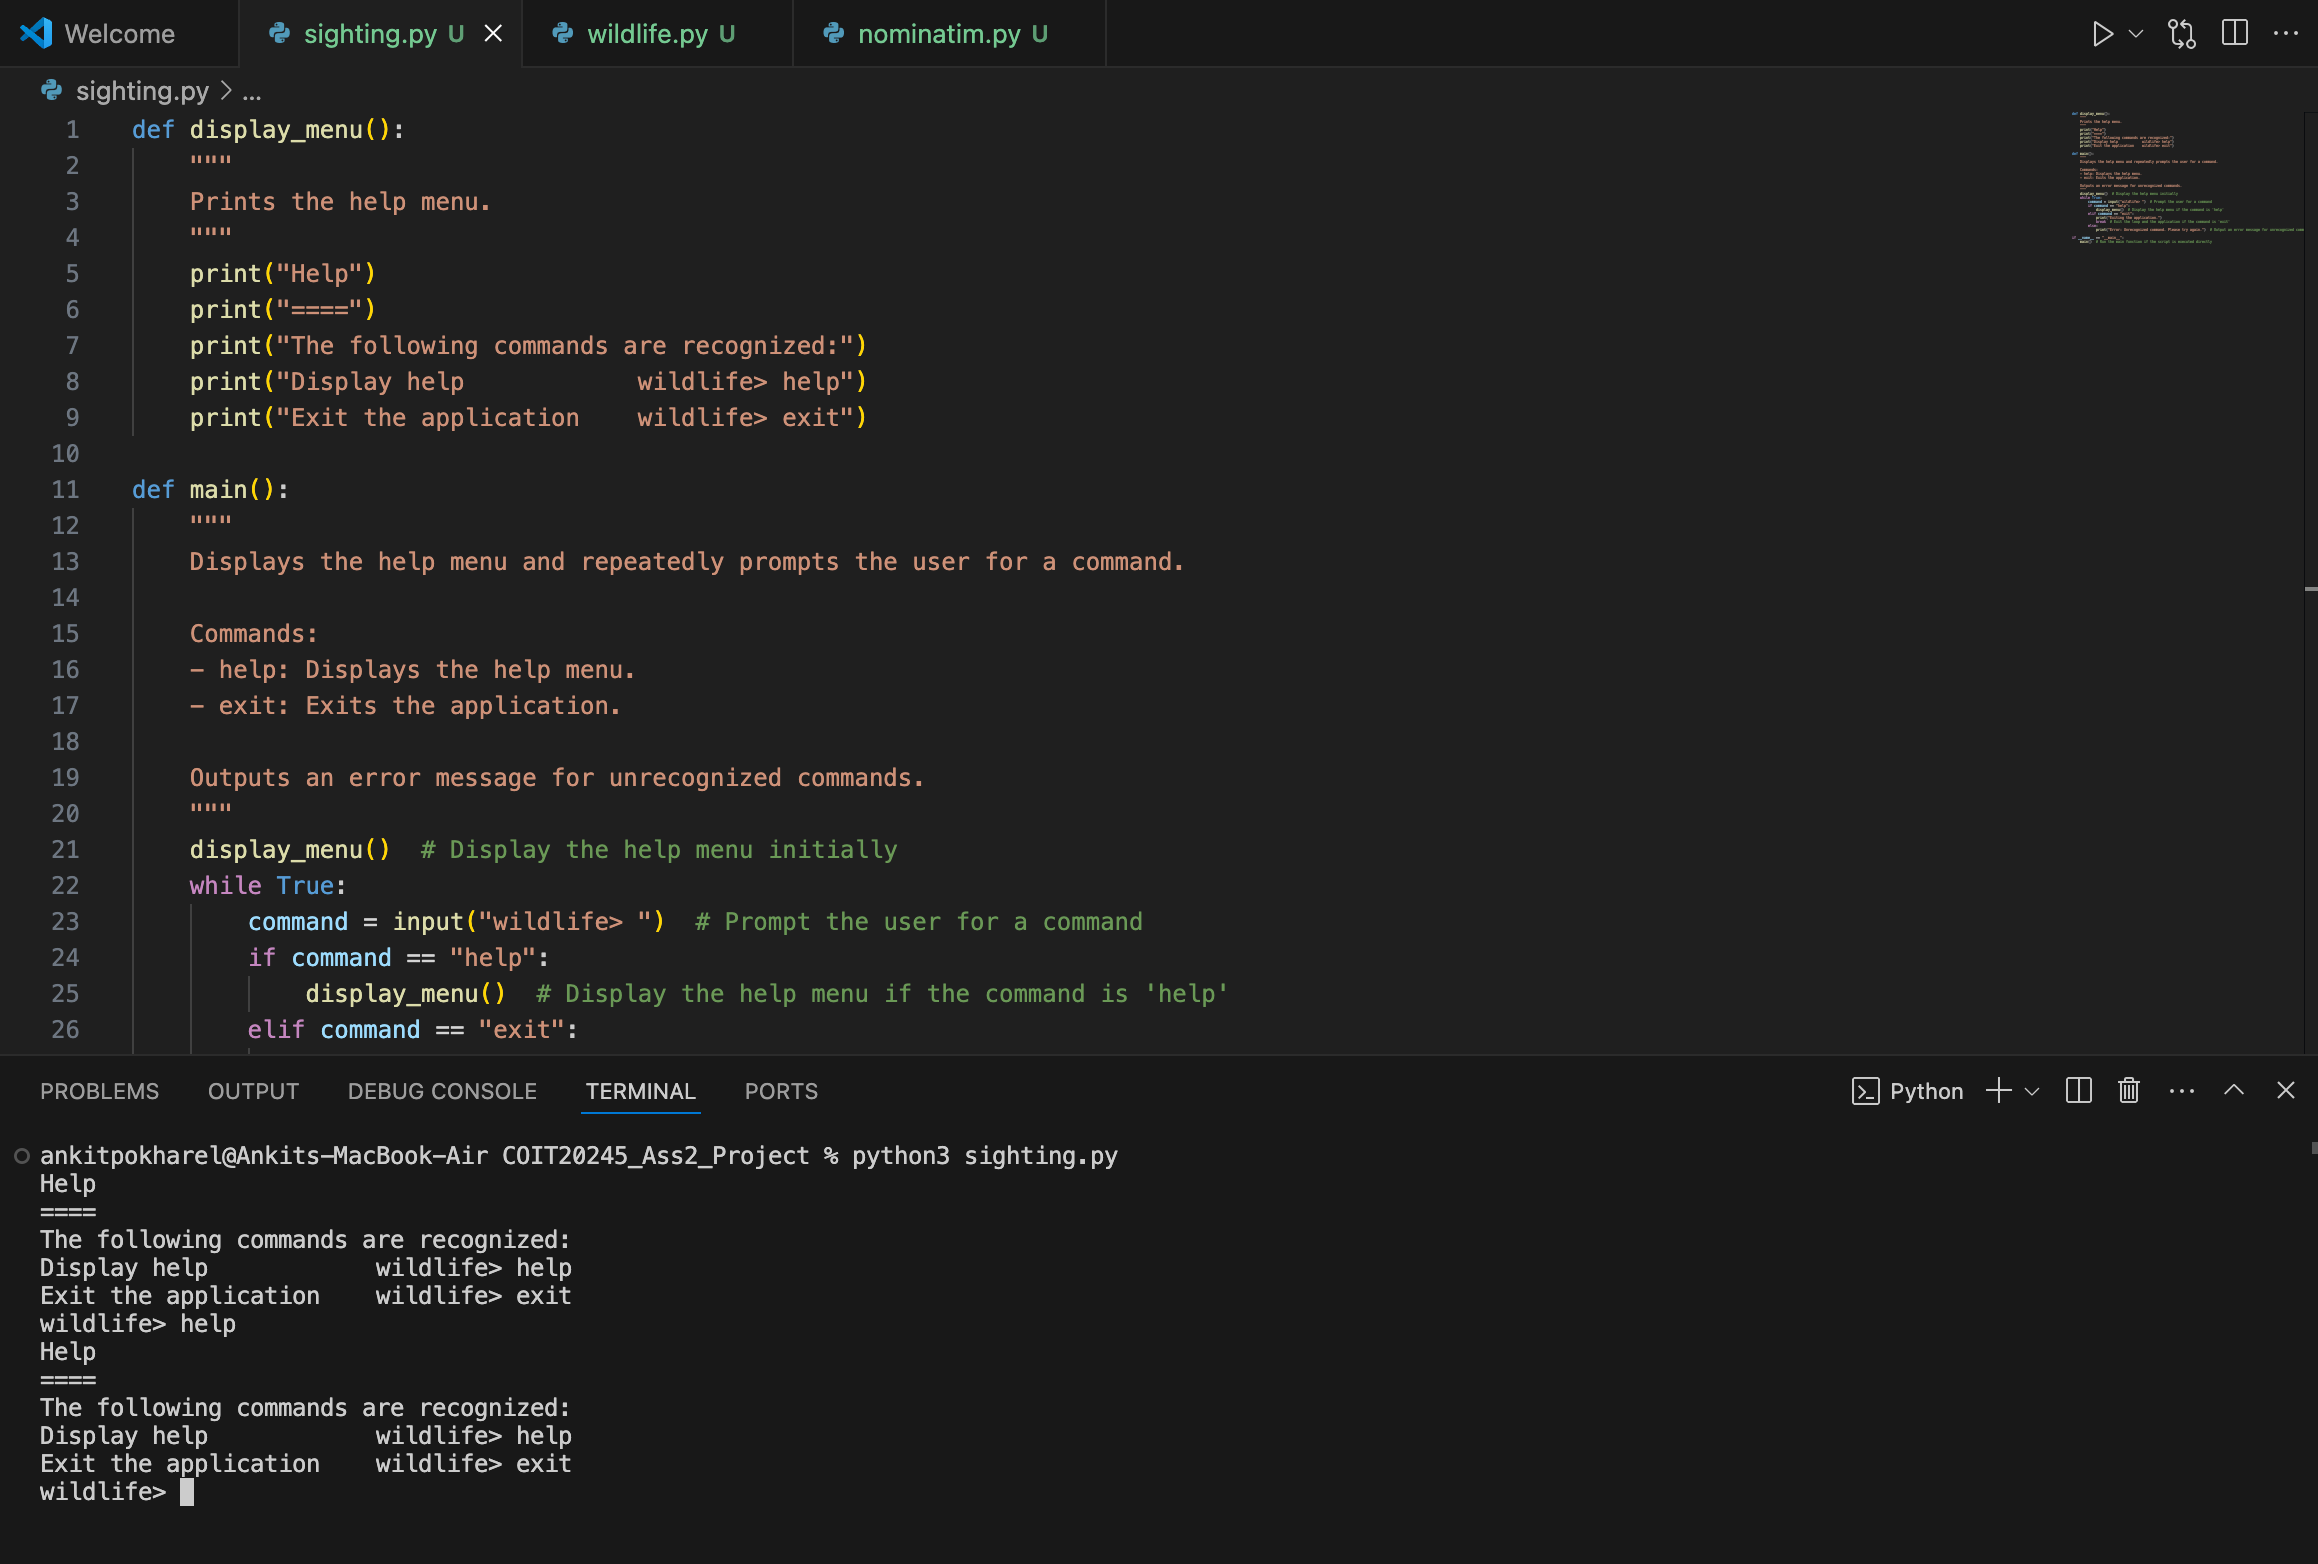 Welcome
sighting.py U
wildlife.py U
nominatim.py U
sighting.py > ...
1 def display_menu():
2     """
3     Prints the help menu.
4     """
5     print("Help")
6     print("====")
7     print("The following commands are recognized:")
8     print("Display help            wildlife> help")
9     print("Exit the application    wildlife> exit")
10
11 def main():
12     """
13     Displays the help menu and repeatedly prompts the user for a command.
14
15     Commands:
16     - help: Displays the help menu.
17     - exit: Exits the application.
18
19     Outputs an error message for unrecognized commands.
20     """
21     display_menu()  # Display the help menu initially
22     while True:
23         command = input("wildlife> ")  # Prompt the user for a command
24         if command == "help":
25             display_menu()  # Display the help menu if the command is 'help'
26         elif command == "exit":
PROBLEMS OUTPUT DEBUG CONSOLE TERMINAL PORTS
Python
ankitpokharel@Ankits-MacBook-Air COIT20245_Ass2_Project % python3 sighting.py
Help
====
The following commands are recognized:
Display help            wildlife> help
Exit the application    wildlife> exit
wildlife> help
Help
====
The following commands are recognized:
Display help            wildlife> help
Exit the application    wildlife> exit
wildlife>